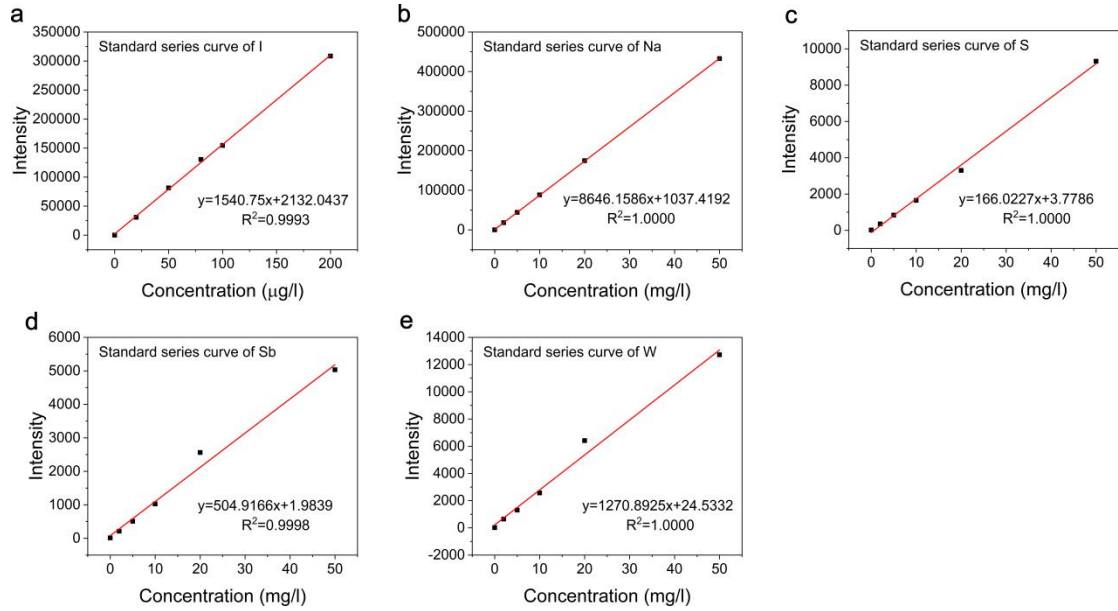 a
Standard series curve of I
350000
300000
250000
200000
150000
100000
50000
0
Intensity
y=1540.75x+2132.0437
R²=0.9993
0 50 100 150 200
Concentration (μg/l)
b
Standard series curve of Na
500000
400000
300000
200000
100000
0
Intensity
y=8646.1586x+1037.4192
R²=1.0000
0 10 20 30 40 50
Concentration (mg/l)
c
Standard series curve of S
10000
8000
6000
4000
2000
0
Intensity
y=166.0227x+3.7786
R²=1.0000
0 10 20 30 40 50
Concentration (mg/l)
d
Standard series curve of Sb
6000
5000
4000
3000
2000
1000
0
Intensity
y=504.9166x+1.9839
R²=0.9998
0 10 20 30 40 50
Concentration (mg/l)
e
Standard series curve of W
14000
12000
10000
8000
6000
4000
2000
0
-2000
Intensity
y=1270.8925x+24.5332
R²=1.0000
0 10 20 30 40 50
Concentration (mg/l)